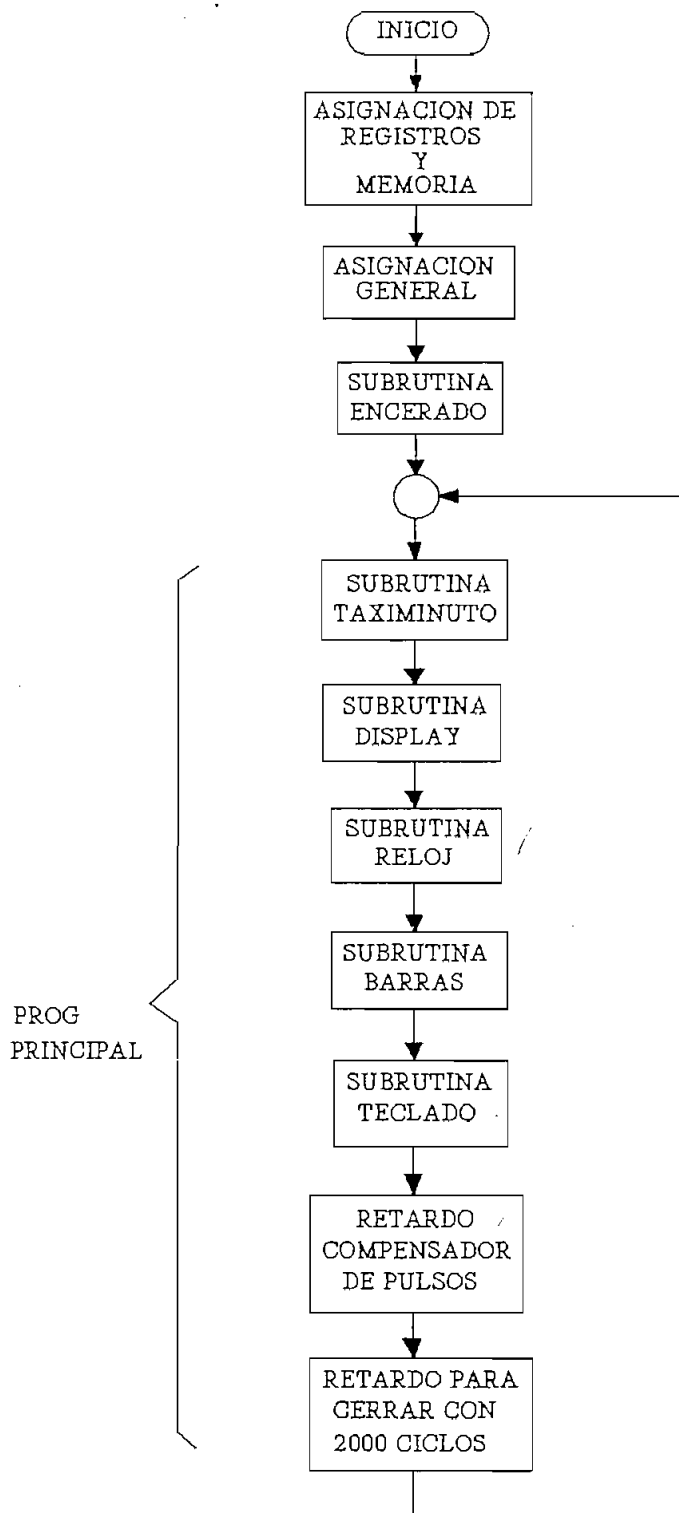 INICIO
ASIGNACION DE
REGISTROS
Y
MEMORIA
ASIGNACION
GENERAL
SUBRUTINA
ENCERADO
SUBRUTINA
TAXIMINUTO
SUBRUTINA
DISPLAY
SUBRUTINA
RELOJ
SUBRUTINA
BARRAS
PROG
PRINCIPAL
SUBRUTINA
TECLADO
RETARDO
COMPENSADOR
DE PULSOS
RETARDO PARA
CERRAR CON
2000 CICLOS